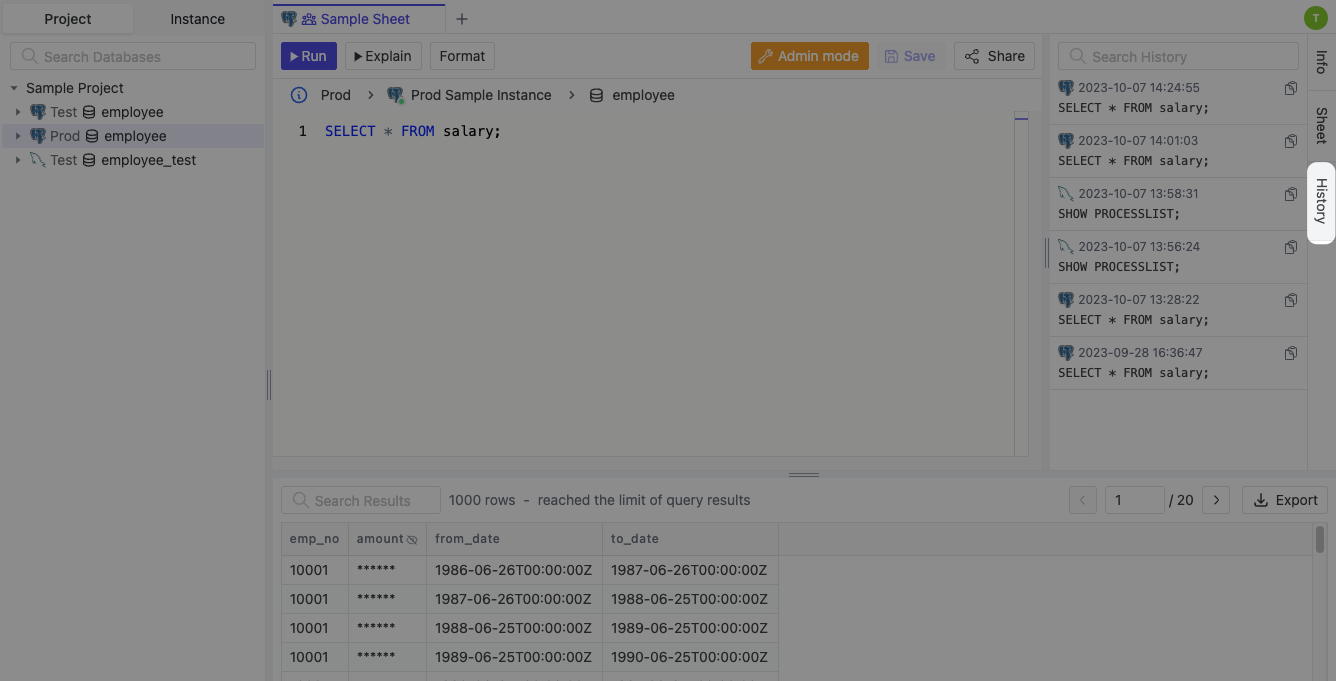 Project
Instance
Sample Sheet
T
Search Databases
Run
Explain
Format
Admin mode
Save
Share
Search History
Info
Sheet
History
Sample Project
Test employee
Prod employee
Test employee_test
Prod > Prod Sample Instance > employee
1 SELECT * FROM salary;
2023-10-07 14:24:55
SELECT * FROM salary;
2023-10-07 14:01:03
SELECT * FROM salary;
2023-10-07 13:58:31
SHOW PROCESSLIST;
2023-10-07 13:56:24
SHOW PROCESSLIST;
2023-10-07 13:28:22
SELECT * FROM salary;
2023-09-28 16:36:47
SELECT * FROM salary;
Search Results
1000 rows - reached the limit of query results
1 / 20
Export
emp_no amount from_date to_date
10001 ****** 1986-06-26T00:00:00Z 1987-06-26T00:00:00Z
10001 ****** 1987-06-26T00:00:00Z 1988-06-25T00:00:00Z
10001 ****** 1988-06-25T00:00:00Z 1989-06-25T00:00:00Z
10001 ****** 1989-06-25T00:00:00Z 1990-06-25T00:00:00Z